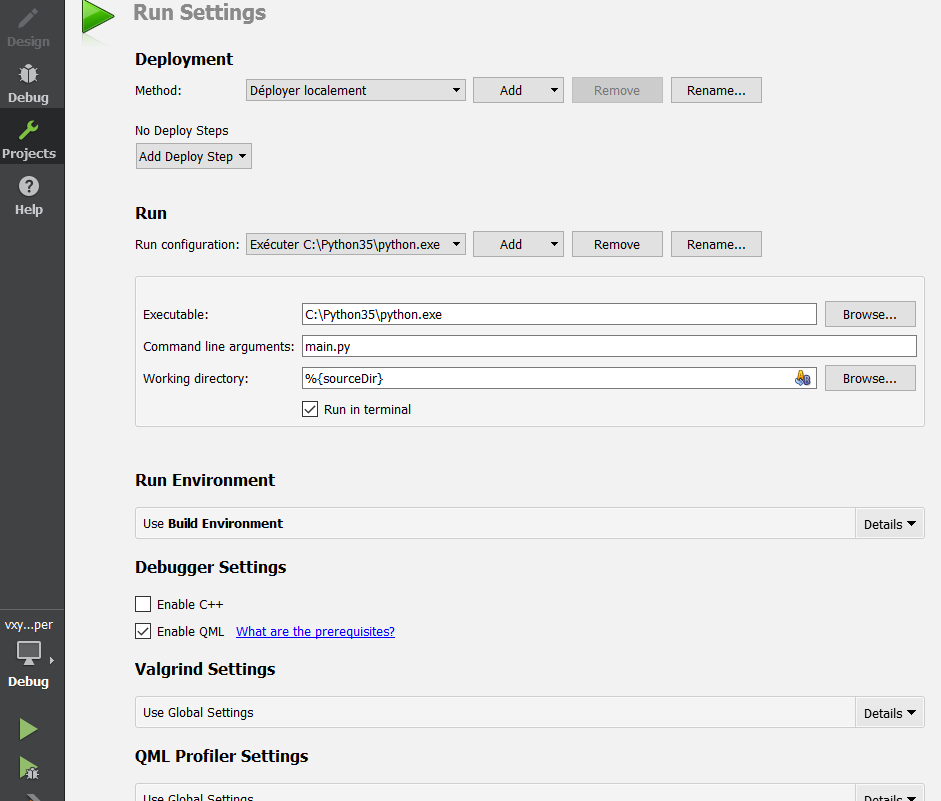 Run Settings
Design
Debug
Projects
Help
Deployment
Method: Déployer localement Add Remove Rename...
No Deploy Steps
Add Deploy Step
Run
Run configuration: Exécuter C:\Python35\python.exe Add Remove Rename...
Executable: C:\Python35\python.exe Browse...
Command line arguments: main.py
Working directory: %{sourceDir} Browse...
Run in terminal
Run Environment
Use Build Environment Details
Debugger Settings
Enable C++
Enable QML What are the prerequisites?
Valgrind Settings
Use Global Settings Details
QML Profiler Settings
Use Global Settings Details
vxy...per
Debug